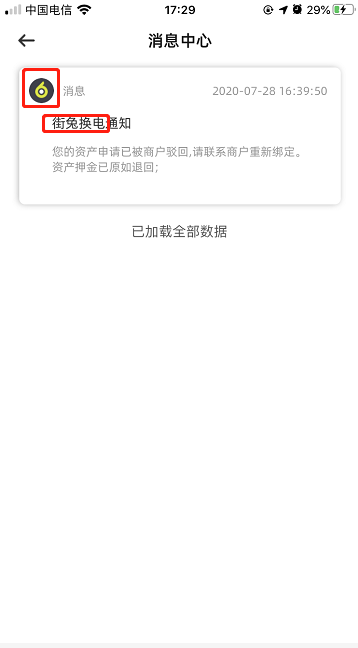 中国电信 17:29 29%
消息中心
消息 2020-07-28 16:39:50
街兔换电通知
您的资产申请已被商户驳回,请联系商户重新绑定。
资产押金已原如退回；
已加载全部数据